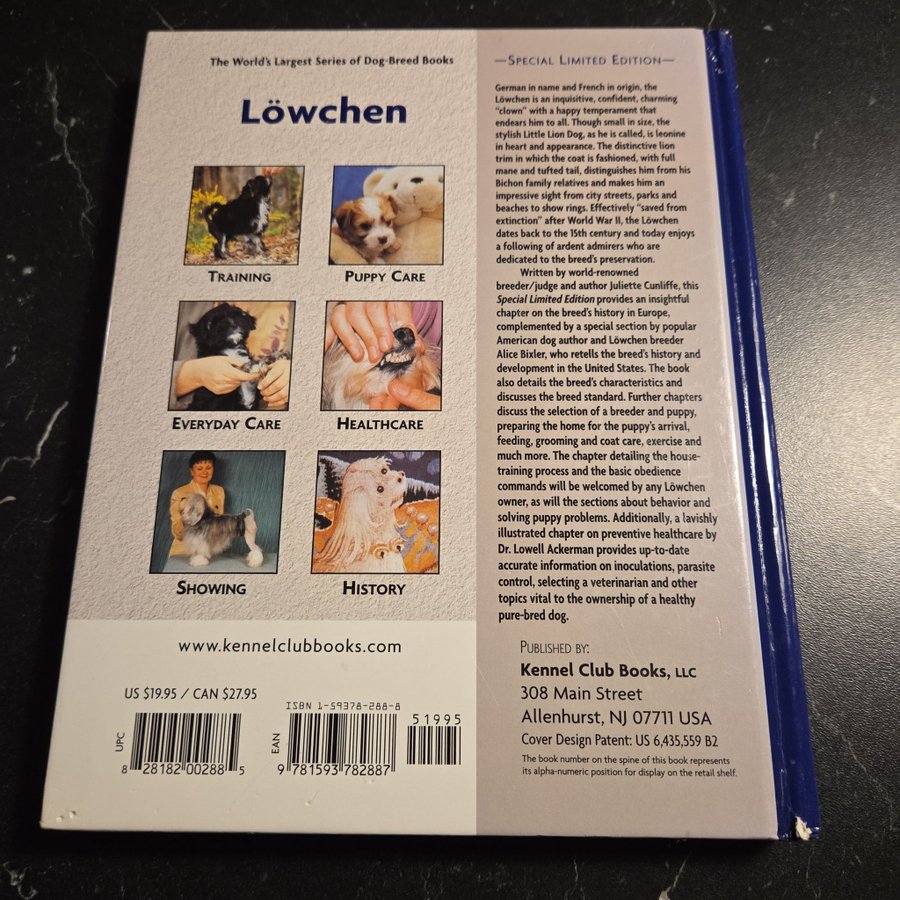 The World's Largest Series of Dog-Breed Books
Löwchen
TRAINING
PUPPY CARE
EVERYDAY CARE
HEALTHCARE
SHOWING
HISTORY
www.kennelclubbooks.com
US $19.95 / CAN $27.95
UPC
8 28182 00288 5
ISBN 1-59378-288-8
EAN
9 781593 782887
51995
—SPECIAL LIMITED EDITION—
German in name and French in origin, the
Löwchen is an inquisitive, confident, charming
"clown" with a happy temperament that
endears him to all. Though small in size, the
stylish Little Lion Dog, as he is called, is leonine
in heart and appearance. The distinctive lion
trim in which the coat is fashioned, with full
mane and tufted tail, distinguishes him from his
Bichon family relatives and makes him an
impressive sight from city streets, parks and
beaches to show rings. Effectively "saved from
extinction" after World War II, the Löwchen
dates back to the 15th century and today enjoys
a following of ardent admirers who are
dedicated to the breed's preservation.
Written by world-renowned
breeder/judge and author Juliette Cunliffe, this
Special Limited Edition provides an insightful
chapter on the breed's history in Europe,
complemented by a special section by popular
American dog author and Löwchen breeder
Alice Bixler, who retells the breed's history and
development in the United States. The book
also details the breed's characteristics and
discusses the breed standard. Further chapters
discuss the selection of a breeder and puppy,
preparing the home for the puppy's arrival,
feeding, grooming and coat care, exercise and
much more. The chapter detailing the house-
training process and the basic obedience
commands will be welcomed by any Löwchen
owner, as will the sections about behavior and
solving puppy problems. Additionally, a lavishly
illustrated chapter on preventive healthcare by
Dr. Lowell Ackerman provides up-to-date
accurate information on inoculations, parasite
control, selecting a veterinarian and other
topics vital to the ownership of a healthy
pure-bred dog.
PUBLISHED BY:
Kennel Club Books, LLC
308 Main Street
Allenhurst, NJ 07711 USA
Cover Design Patent: US 6,435,559 B2
The book number on the spine of this book represents
its alpha-numeric position for display on the retail shelf.